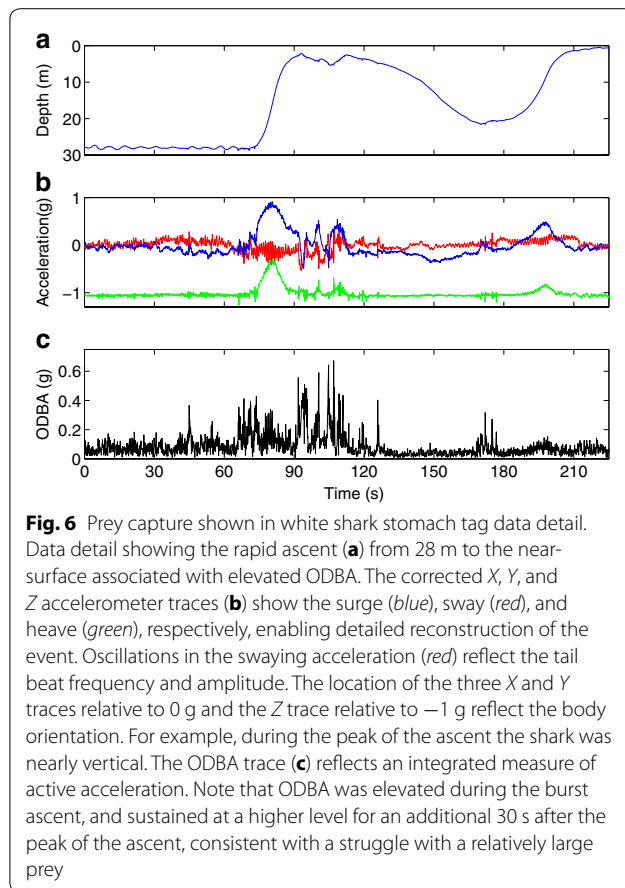 a
0
10
20
30
Depth (m)
b
1
0
−1
Acceleration(g)
c
0.6
0.4
0.2
0
ODBA (g)
0 30 60 90 120 150 180 210
Time (s)
Fig. 6 Prey capture shown in white shark stomach tag data detail.
Data detail showing the rapid ascent (a) from 28 m to the near-
surface associated with elevated ODBA. The corrected X, Y, and
Z accelerometer traces (b) show the surge (blue), sway (red), and
heave (green), respectively, enabling detailed reconstruction of the
event. Oscillations in the swaying acceleration (red) reflect the tail
beat frequency and amplitude. The location of the three X and Y
traces relative to 0 g and the Z trace relative to −1 g reflect the body
orientation. For example, during the peak of the ascent the shark was
nearly vertical. The ODBA trace (c) reflects an integrated measure of
active acceleration. Note that ODBA was elevated during the burst
ascent, and sustained at a higher level for an additional 30 s after the
peak of the ascent, consistent with a struggle with a relatively large
prey